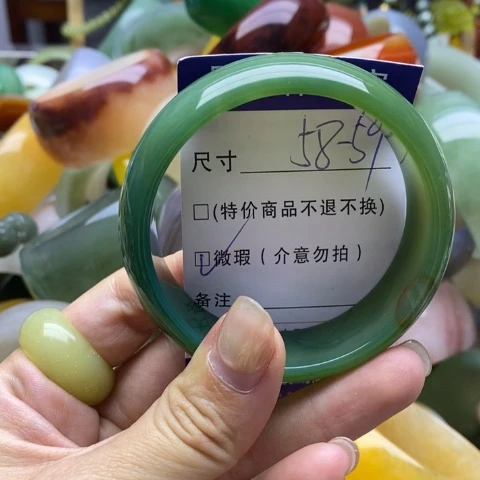 尺寸 58-59
□(特价商品不退不换)
☑微瑕(介意勿拍)
备注